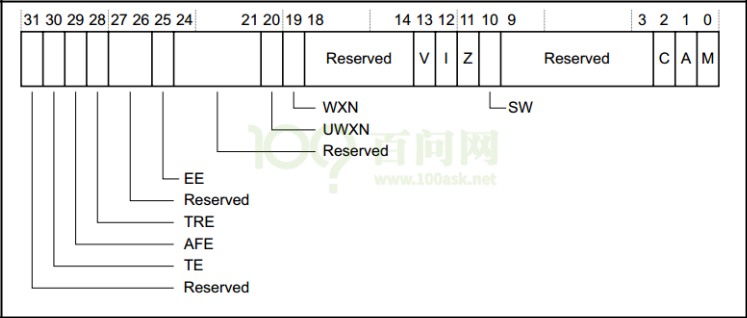 31 30 29 28 27 26 25 24 21 20 19 18 14 13 12 11 10 9 3 2 1 0
Reserved V I Z Reserved C A M
WXN SW
UWXN
Reserved
100 百问网
www.100ask.net
EE
Reserved
TRE
AFE
TE
Reserved